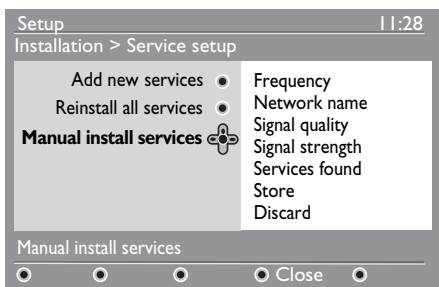 Setup 11:28
Installation > Service setup
Add new services
Reinstall all services
Manual install services
Frequency
Network name
Signal quality
Signal strength
Services found
Store
Discard
Manual install services
Close